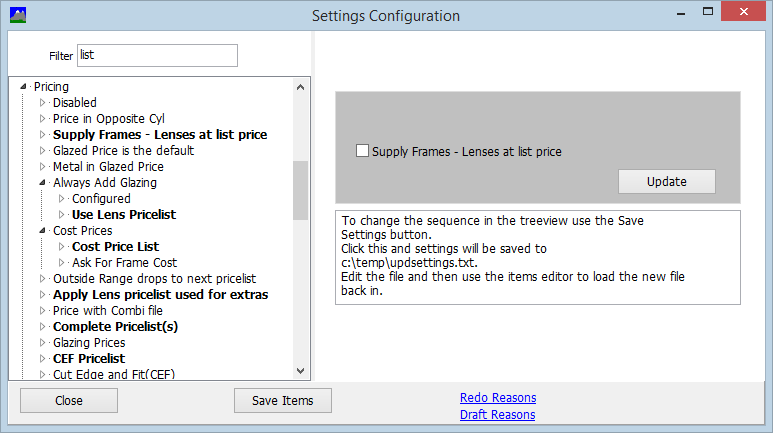 Settings Configuration
Filter list
Pricing
Disabled
Price in Opposite Cyl
Supply Frames - Lenses at list price
Glazed Price is the default
Metal in Glazed Price
Always Add Glazing
Configured
Use Lens Pricelist
Cost Prices
Cost Price List
Ask For Frame Cost
Outside Range drops to next pricelist
Apply Lens pricelist used for extras
Price with Combi file
Complete Pricelist(s)
Glazing Prices
CEF Pricelist
Cut Edge and Fit(CEF)
Supply Frames - Lenses at list price
Update
To change the sequence in the treeview use the Save
Settings button.
Click this and settings will be saved to
c:\temp\updsettings.txt.
Edit the file and then use the items editor to load the new file
back in.
Close
Save Items
Redo Reasons
Draft Reasons